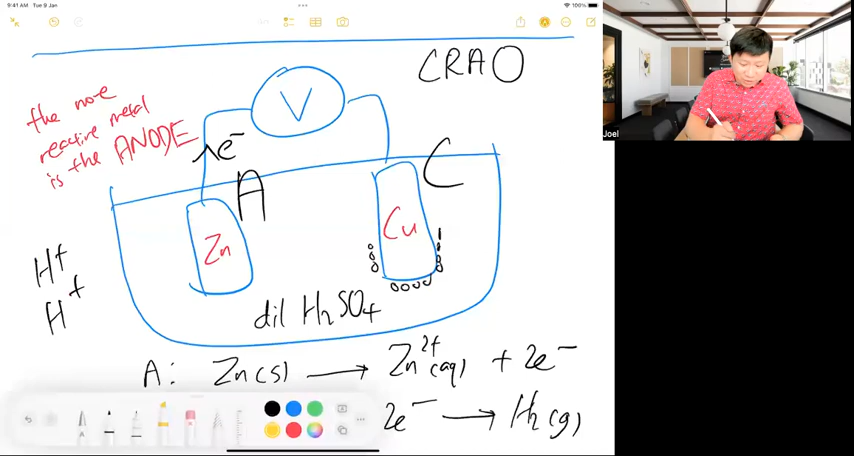 9:41 AM Tue 9 Jan
100%
CRAO
the more
reactive metal
is the ANODE
V
e⁻
A
C
Zn
Cu
H⁺
H⁺
dil H₂SO₄
A: Zn(s) → Zn²⁺(aq) + 2e⁻
2e⁻ → H₂(g)
Joel